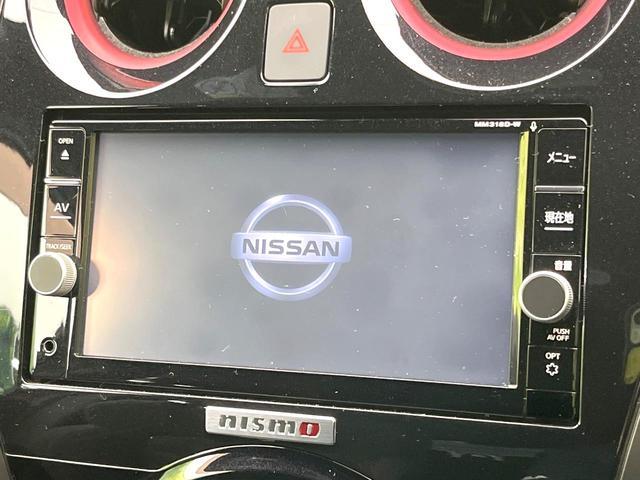 MM318D-W
OPEN
メニュー
AV
現在地
TRACK/SEEK
NISSAN
音量
PUSH
AV OFF
OPT
nismo